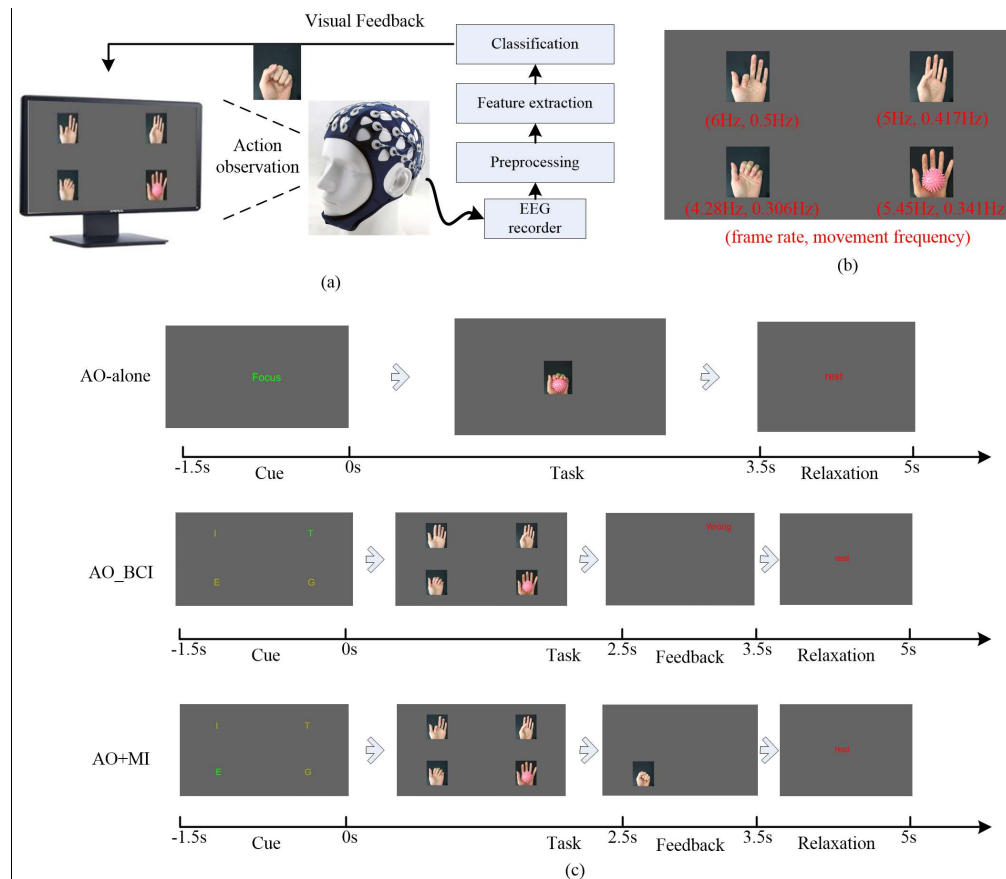 Visual Feedback
Classification
Feature extraction
Preprocessing
EEG
recorder
Action
observation
(a)
(6Hz, 0.5Hz)
(5Hz, 0.417Hz)
(4.28Hz, 0.306Hz)
(5.45Hz, 0.341Hz)
(frame rate, movement frequency)
(b)
AO-alone
Focus
rest
-1.5s
Cue
0s
Task
3.5s
Relaxation
5s
AO_BCI
I
T
E
G
Wrong
rest
-1.5s
Cue
0s
Task
2.5s
Feedback
3.5s
Relaxation
5s
AO+MI
I
T
E
G
rest
-1.5s
Cue
0s
Task
2.5s
Feedback
3.5s
Relaxation
5s
(c)